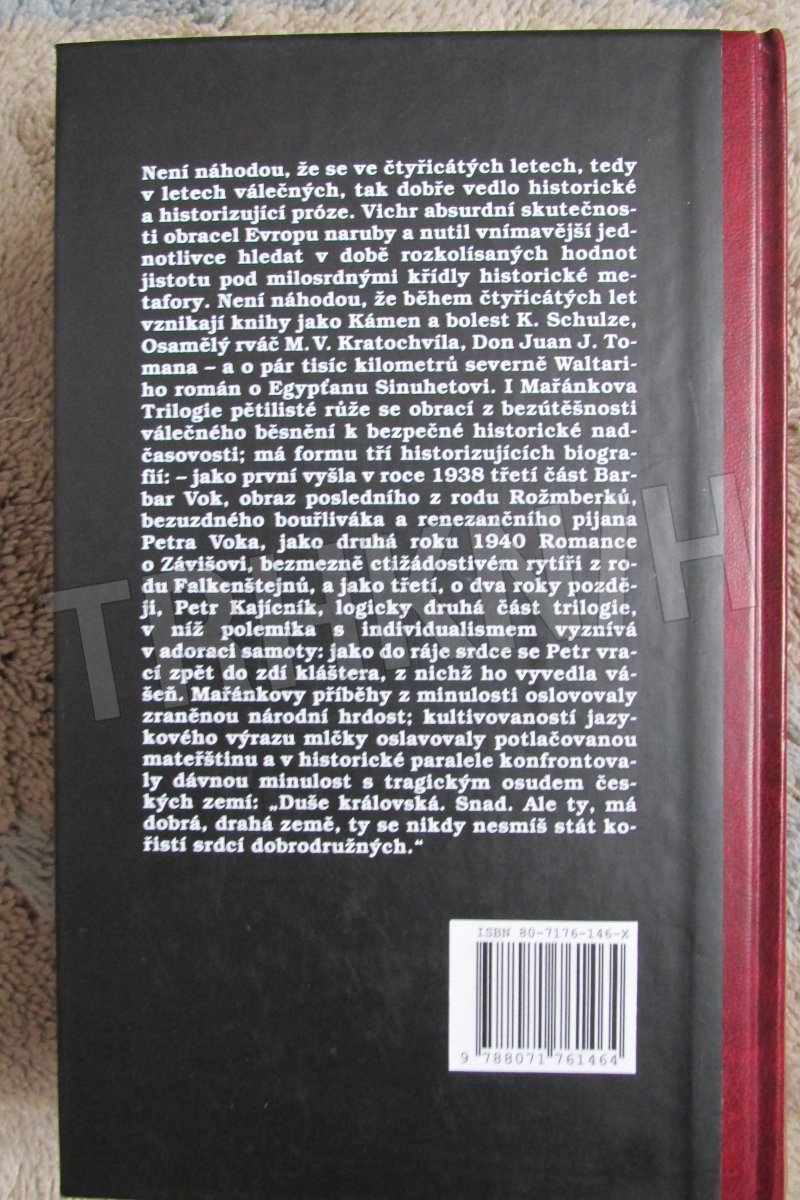 Není náhodou, že se ve čtyřicátých letech, tedy
v letech válečných, tak dobře vedlo historické
a historizující próze. Vichr absurdní skutečnos-
ti obracel Evropu naruby a nutil vnímavější jed-
notlivce hledat v době rozkolísaných hodnot
jistotu pod milosrdnými křídly historické me-
tafory. Není náhodou, že během čtyřicátých let
vznikají knihy jako Kámen a bolest K. Schulze,
Osamělý rváč M. V. Kratochvíla, Don Juan J. To-
mana – a o pár tisíc kilometrů severně Waltari-
ho román o Egypťanu Sinuhetovi. I Mařánkova
Trilogie pětilisté růže se obrací z bezútěšnosti
válečného běsnění k bezpečné historické nad-
časovosti; má formu tří historizujících biogra-
fií: – jako první vyšla v roce 1938 třetí část Bar-
bar Vok, obraz posledního z rodu Rožmberků,
bezuzdného bouřliváka a renezančního pijana
Petra Voka, jako druhá roku 1940 Romance
o Závišovi, bezmezně ctižádostivém rytíři z ro-
du Falkenštejnů, a jako třetí, o dva roky pozdě-
ji, Petr Kajícník, logicky druhá část trilogie,
v níž polemika s individualismem vyznívá
v adoraci samoty: jako do ráje srdce se Petr vra-
cí zpět do zdí kláštera, z nichž ho vyvedla vá-
šeň. Mařánkovy příběhy z minulosti oslovovaly
zraněnou národní hrdost; kultivovaností jazy-
kového výrazu mlčky oslavovaly potlačovanou
mateřštinu a v historické paralele konfrontova-
ly dávnou minulost s tragickým osudem čes-
kých zemí: „Duše královská. Snad. Ale ty, má
dobrá, drahá země, ty se nikdy nesmíš stát ko-
řistí srdcí dobrodružných.“
ISBN 80-7176-146-X
9 788071 761464